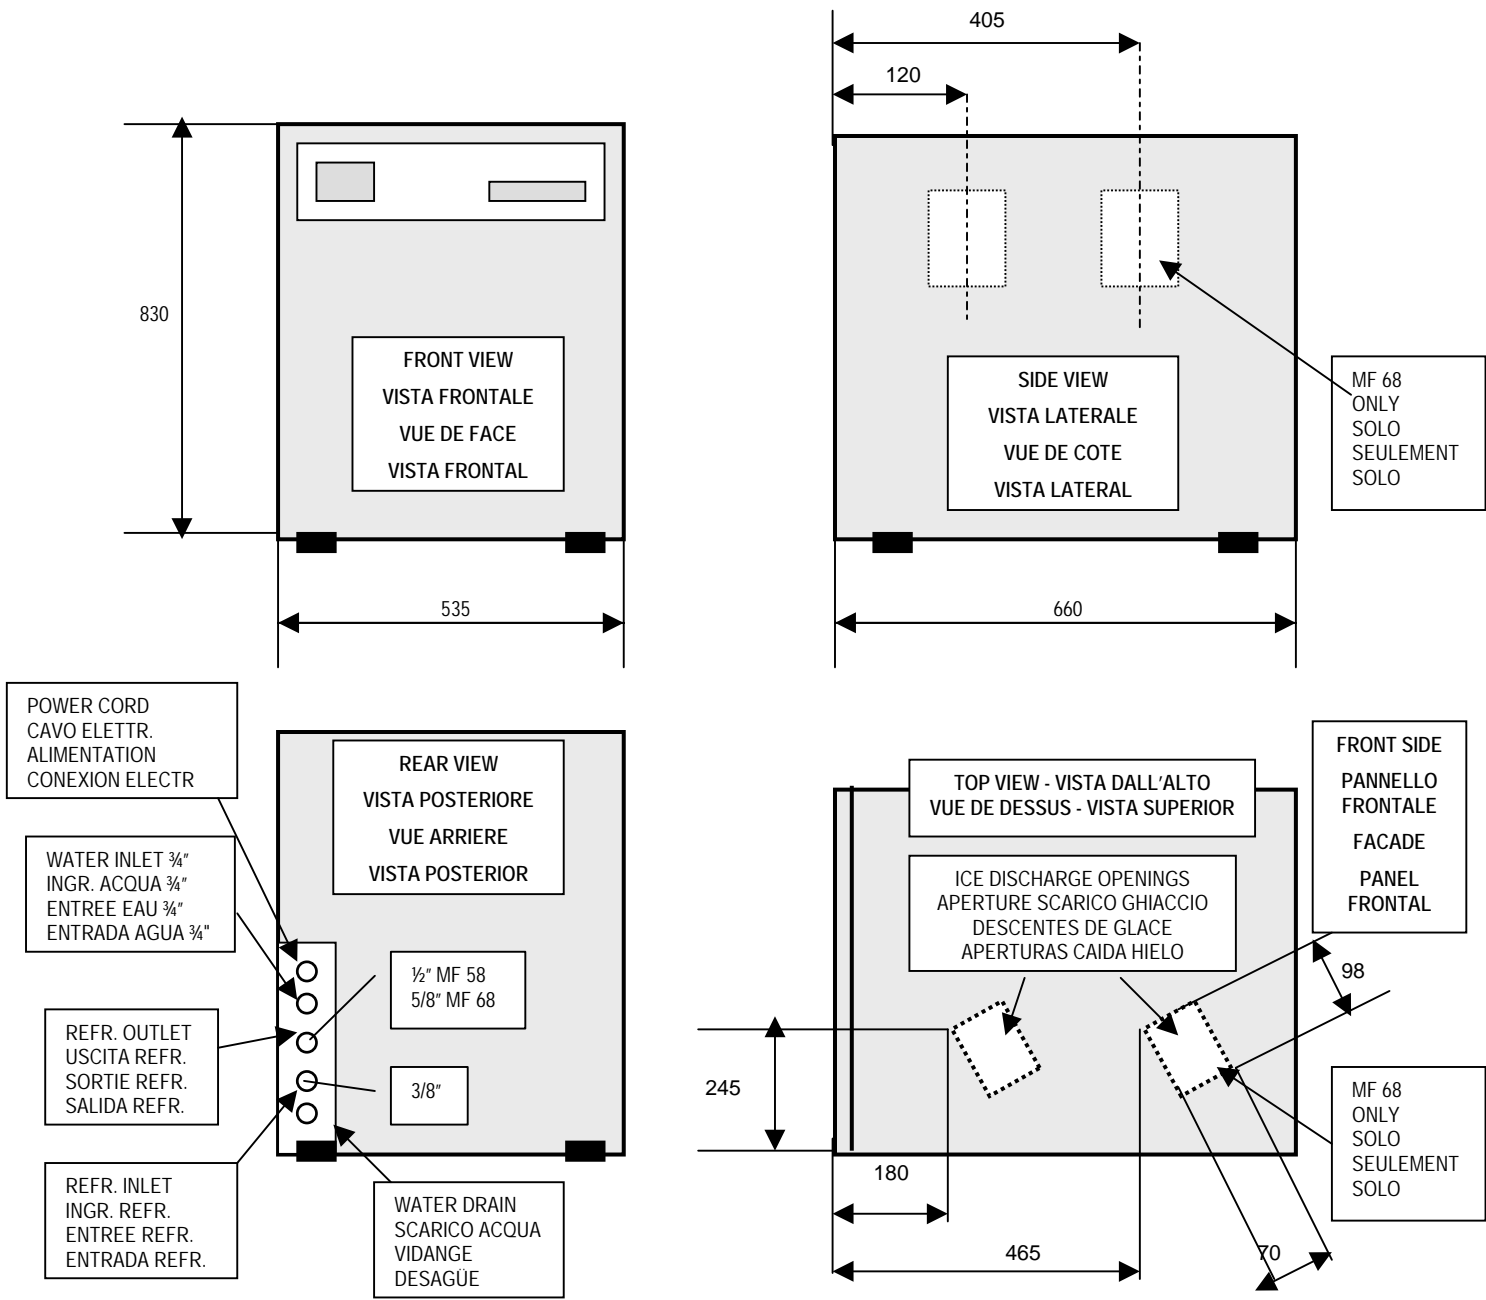 405
120
830
FRONT VIEW
VISTA FRONTALE
VUE DE FACE
VISTA FRONTAL
SIDE VIEW
VISTA LATERALE
VUE DE COTE
VISTA LATERAL
MF 68
ONLY
SOLO
SEULEMENT
SOLO
535
660
POWER CORD
CAVO ELETTR.
ALIMENTATION
CONEXION ELECTR
WATER INLET ¾"
INGR. ACQUA ¾"
ENTREE EAU ¾"
ENTRADA AGUA ¾"
REFR. OUTLET
USCITA REFR.
SORTIE REFR.
SALIDA REFR.
REFR. INLET
INGR. REFR.
ENTREE REFR.
ENTRADA REFR.
REAR VIEW
VISTA POSTERIORE
VUE ARRIERE
VISTA POSTERIOR
½" MF 58
5/8" MF 68
3/8"
WATER DRAIN
SCARICO ACQUA
VIDANGE
DESAGÜE
TOP VIEW - VISTA DALL'ALTO
VUE DE DESSUS - VISTA SUPERIOR
ICE DISCHARGE OPENINGS
APERTURE SCARICO GHIACCIO
DESCENTES DE GLACE
APERTURAS CAIDA HIELO
FRONT SIDE
PANNELLO
FRONTALE
FACADE
PANEL
FRONTAL
98
245
180
465
70
MF 68
ONLY
SOLO
SEULEMENT
SOLO